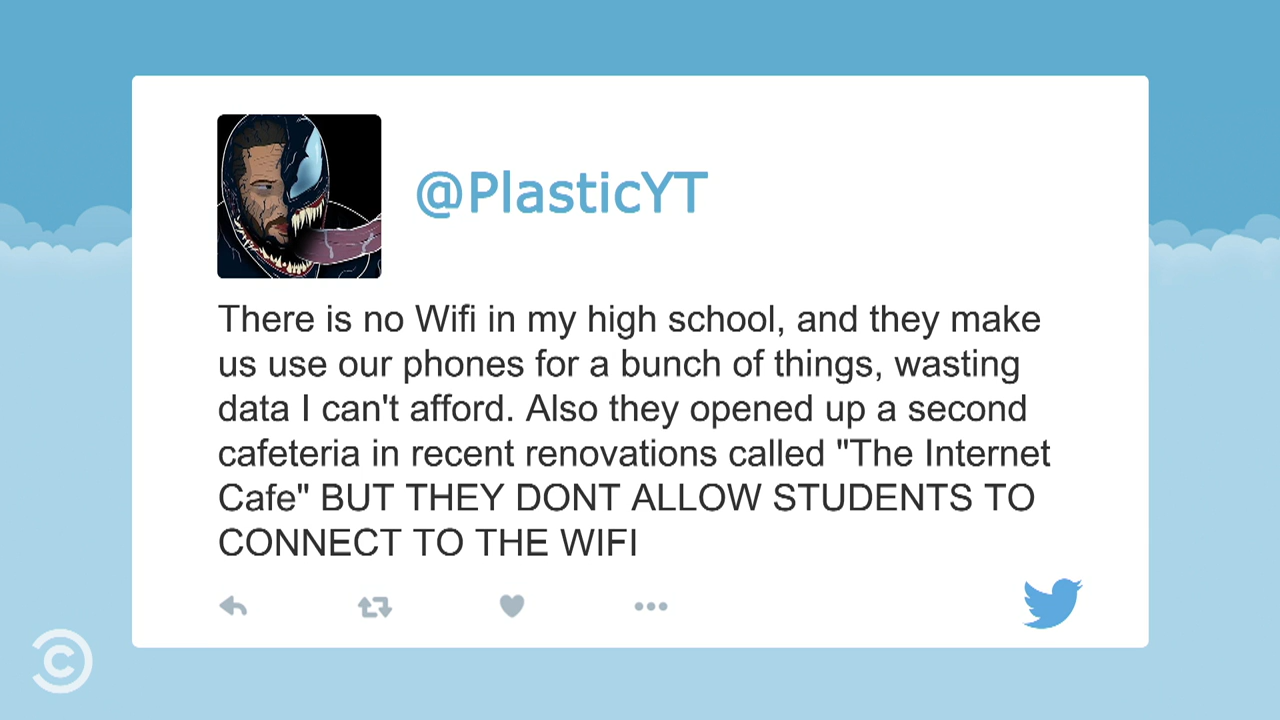 @PlasticYT
There is no Wifi in my high school, and they make
us use our phones for a bunch of things, wasting
data I can't afford. Also they opened up a second
cafeteria in recent renovations called "The Internet
Cafe" BUT THEY DONT ALLOW STUDENTS TO
CONNECT TO THE WIFI